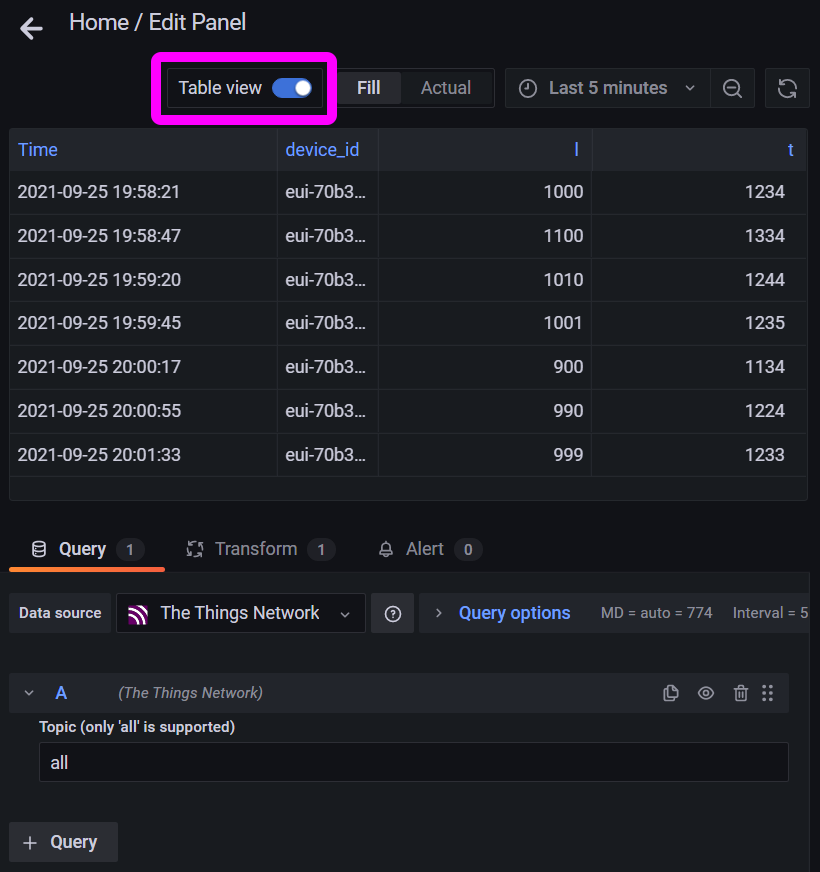 Home / Edit Panel
Table view Fill Actual Last 5 minutes
Time device_id l t
2021-09-25 19:58:21 eui-70b3... 1000 1234
2021-09-25 19:58:47 eui-70b3... 1100 1334
2021-09-25 19:59:20 eui-70b3... 1010 1244
2021-09-25 19:59:45 eui-70b3... 1001 1235
2021-09-25 20:00:17 eui-70b3... 900 1134
2021-09-25 20:00:55 eui-70b3... 990 1224
2021-09-25 20:01:33 eui-70b3... 999 1233
Query 1 Transform 1 Alert 0
Data source The Things Network Query options MD = auto = 774 Interval = 5
A (The Things Network)
Topic (only 'all' is supported)
all
+ Query